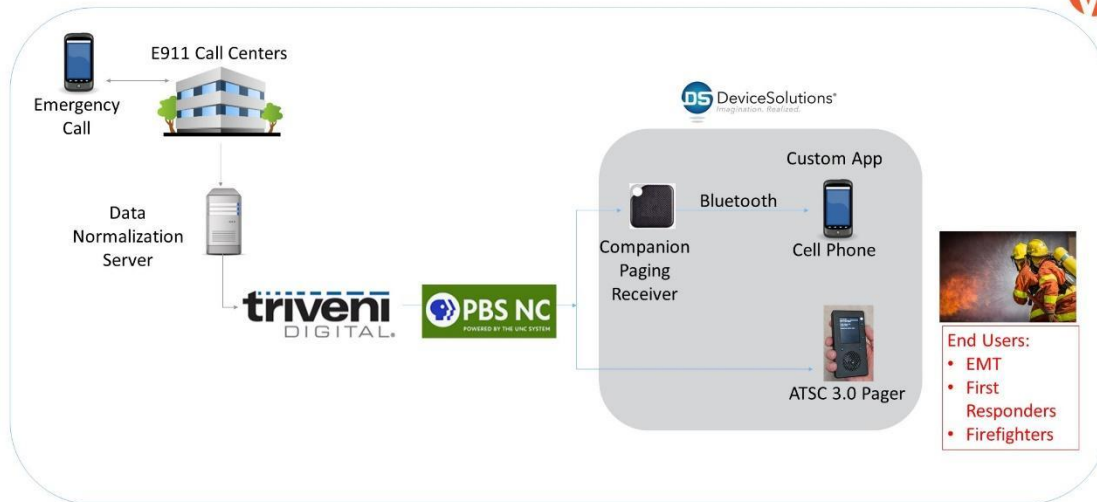 E911 Call Centers
Emergency
Call
Data
Normalization
Server
triveni
DIGITAL®
PBS NC
POWERED BY THE UNC SYSTEM
DS DeviceSolutions®
Imagination. Realized.
Custom App
Bluetooth
Companion
Paging
Receiver
Cell Phone
ATSC 3.0 Pager
End Users:
• EMT
• First
Responders
• Firefighters